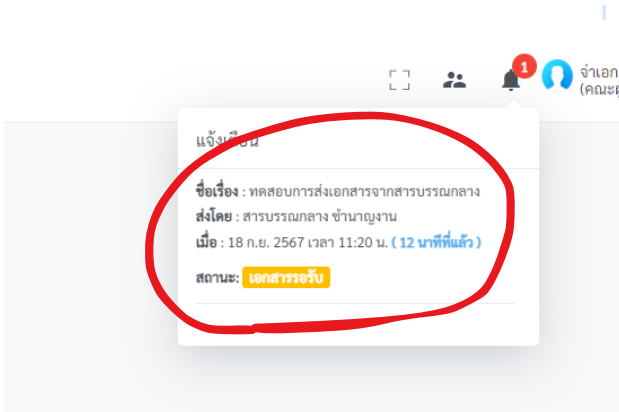 1
จ่าเอก
(คณะผู
แจ้งเตือน
ชื่อเรื่อง : ทดสอบการส่งเอกสารจากสารบรรณกลาง
ส่งโดย : สารบรรณกลาง ชำนาญงาน
เมื่อ : 18 ก.ย. 2567 เวลา 11:20 น. ( 12 นาทีที่แล้ว )
สถานะ: เอกสารรอรับ